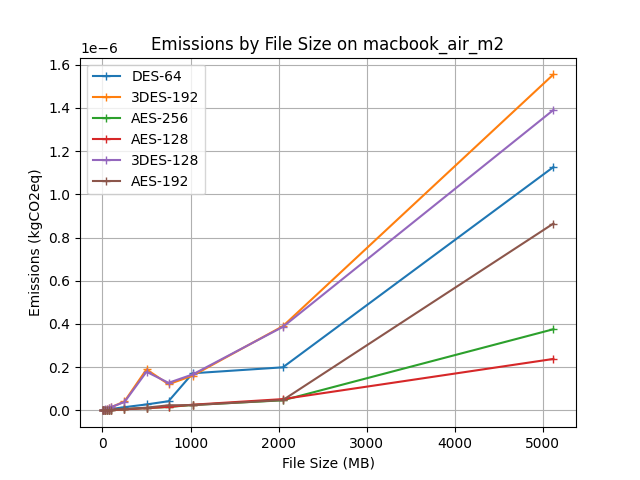 Emissions by File Size on macbook_air_m2
1e−6
1.6
1.4
1.2
1.0
0.8
0.6
0.4
0.2
0.0
Emissions (kgCO2eq)
DES-64
3DES-192
AES-256
AES-128
3DES-128
AES-192
0 1000 2000 3000 4000 5000
File Size (MB)